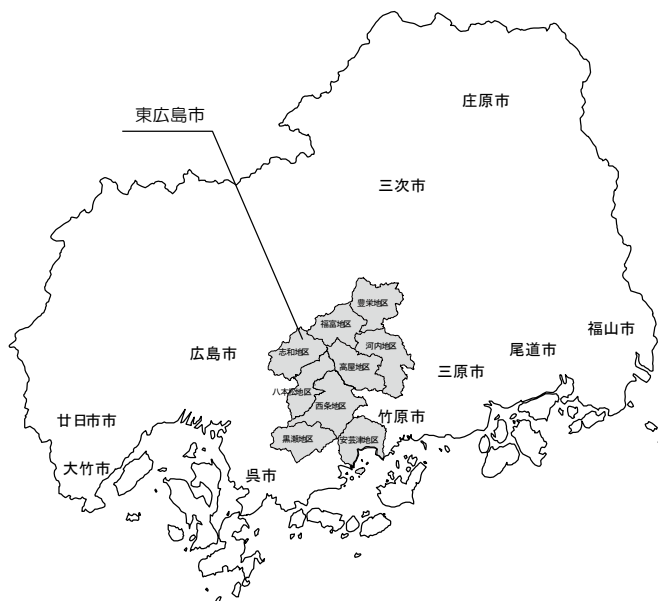 庄原市
東広島市
三次市
豊栄地区
福富地区
福山市
河内地区
尾道市
志和地区
広島市
高屋地区
三原市
八本松地区
西条地区
竹原市
廿日市市
黒瀬地区
安芸津地区
大竹市
呉市